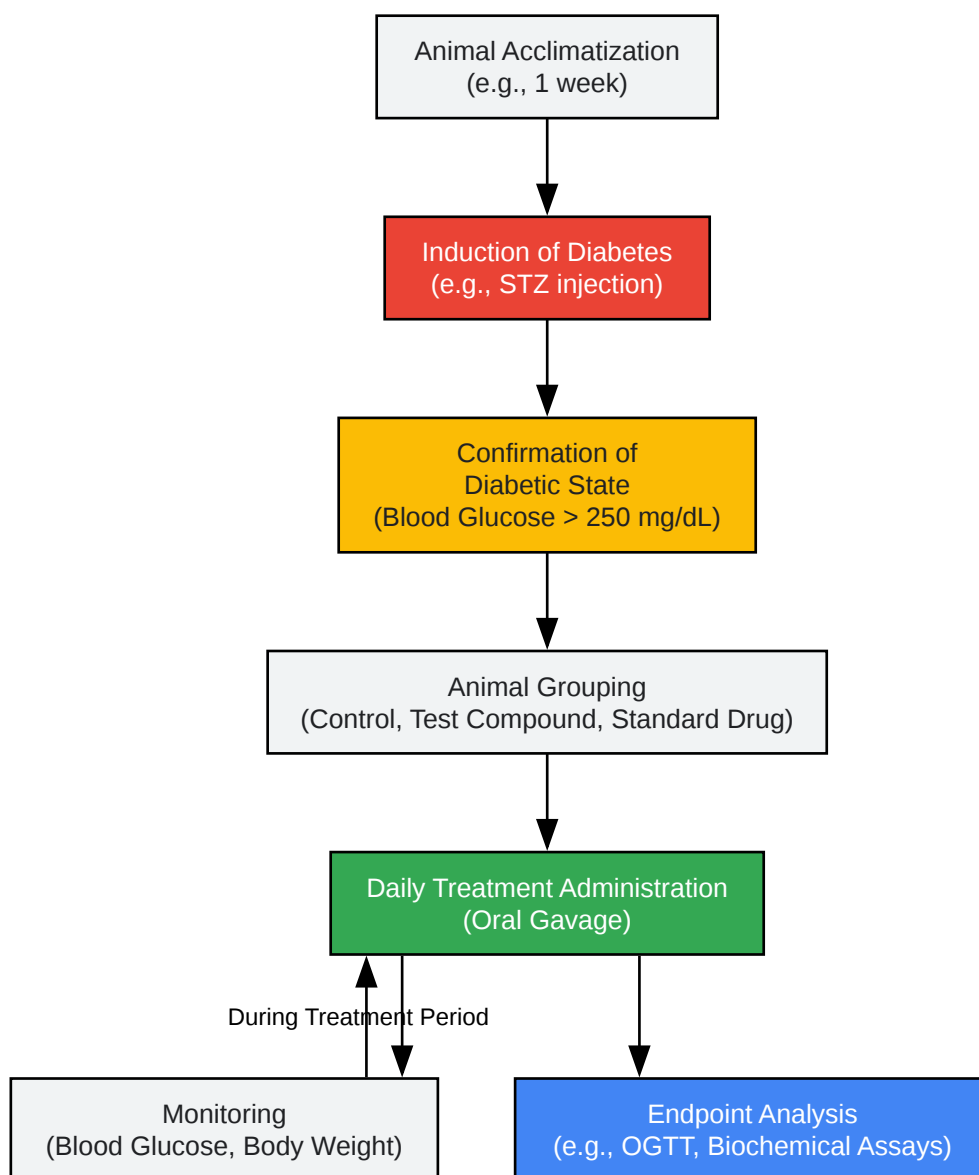 Animal Acclimatization
(e.g., 1 week)
Induction of Diabetes
(e.g., STZ injection)
Confirmation of
Diabetic State
(Blood Glucose > 250 mg/dL)
Animal Grouping
(Control, Test Compound, Standard Drug)
Daily Treatment Administration
(Oral Gavage)
During Treatment Period
Monitoring
(Blood Glucose, Body Weight)
Endpoint Analysis
(e.g., OGTT, Biochemical Assays)